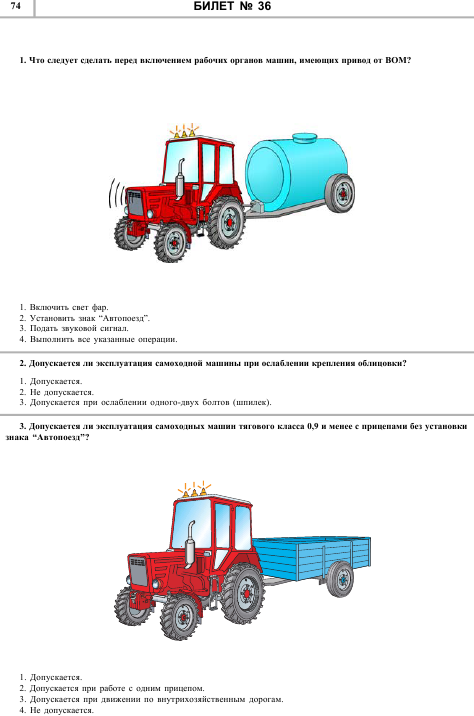 74
БИЛЕТ № 36
1. Что следует сделать перед включением рабочих органов машин, имеющих привод от ВОМ?
1. Включить свет фар.
2. Установить знак “Автопоезд”.
3. Подать звуковой сигнал.
4. Выполнить все указанные операции.
2. Допускается ли эксплуатация самоходной машины при ослаблении крепления облицовки?
1. Допускается.
2. Не допускается.
3. Допускается при ослаблении одного-двух болтов (шпилек).
3. Допускается ли эксплуатация самоходных машин тягового класса 0,9 и менее с прицепами без установки
знака “Автопоезд”?
1. Допускается.
2. Допускается при работе с одним прицепом.
3. Допускается при движении по внутрихозяйственным дорогам.
4. Не допускается.